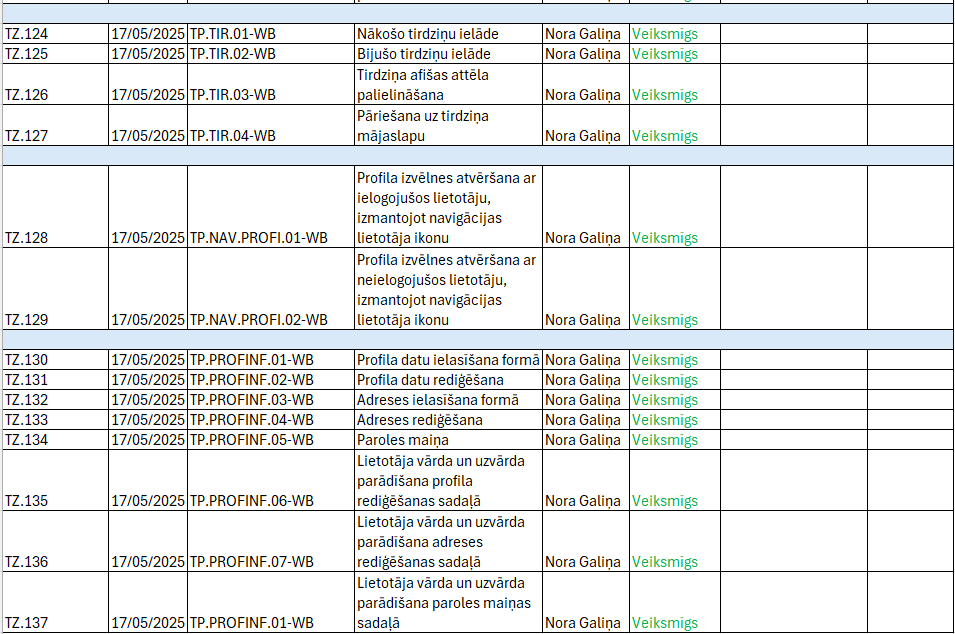 TZ.124 17/05/2025 TP.TIR.01-WB Nākošo tirdziņu ielāde Nora Galiņa Veiksmigs
TZ.125 17/05/2025 TP.TIR.02-WB Bijušo tirdziņu ielāde Nora Galiņa Veiksmigs
Tirdziņa afišas attēla
TZ.126 17/05/2025 TP.TIR.03-WB palielināšana Nora Galiņa Veiksmigs
Pāriešana uz tirdziņa
TZ.127 17/05/2025 TP.TIR.04-WB mājaslapu Nora Galiņa Veiksmigs
Profila izvēlnes atvēršana ar
ielogojušos lietotāju,
izmantojot navigācijas
TZ.128 17/05/2025 TP.NAV.PROFI.01-WB lietotāja ikonu Nora Galiņa Veiksmigs
Profila izvēlnes atvēršana ar
neielogojušos lietotāju,
izmantojot navigācijas
TZ.129 17/05/2025 TP.NAV.PROFI.02-WB lietotāja ikonu Nora Galiņa Veiksmigs
TZ.130 17/05/2025 TP.PROFINF.01-WB Profila datu ielasīšana formā Nora Galiņa Veiksmigs
TZ.131 17/05/2025 TP.PROFINF.02-WB Profila datu rediģēšana Nora Galiņa Veiksmigs
TZ.132 17/05/2025 TP.PROFINF.03-WB Adreses ielasīšana formā Nora Galiņa Veiksmigs
TZ.133 17/05/2025 TP.PROFINF.04-WB Adreses rediģēšana Nora Galiņa Veiksmigs
TZ.134 17/05/2025 TP.PROFINF.05-WB Paroles maiņa Nora Galiņa Veiksmigs
Lietotāja vārda un uzvārda
parādīšana profila
TZ.135 17/05/2025 TP.PROFINF.06-WB rediģēšanas sadaļā Nora Galiņa Veiksmigs
Lietotāja vārda un uzvārda
parādīšana adreses
TZ.136 17/05/2025 TP.PROFINF.07-WB rediģēšanas sadaļā Nora Galiņa Veiksmigs
Lietotāja vārda un uzvārda
parādīšana paroles maiņas
TZ.137 17/05/2025 TP.PROFINF.01-WB sadaļā Nora Galiņa Veiksmigs